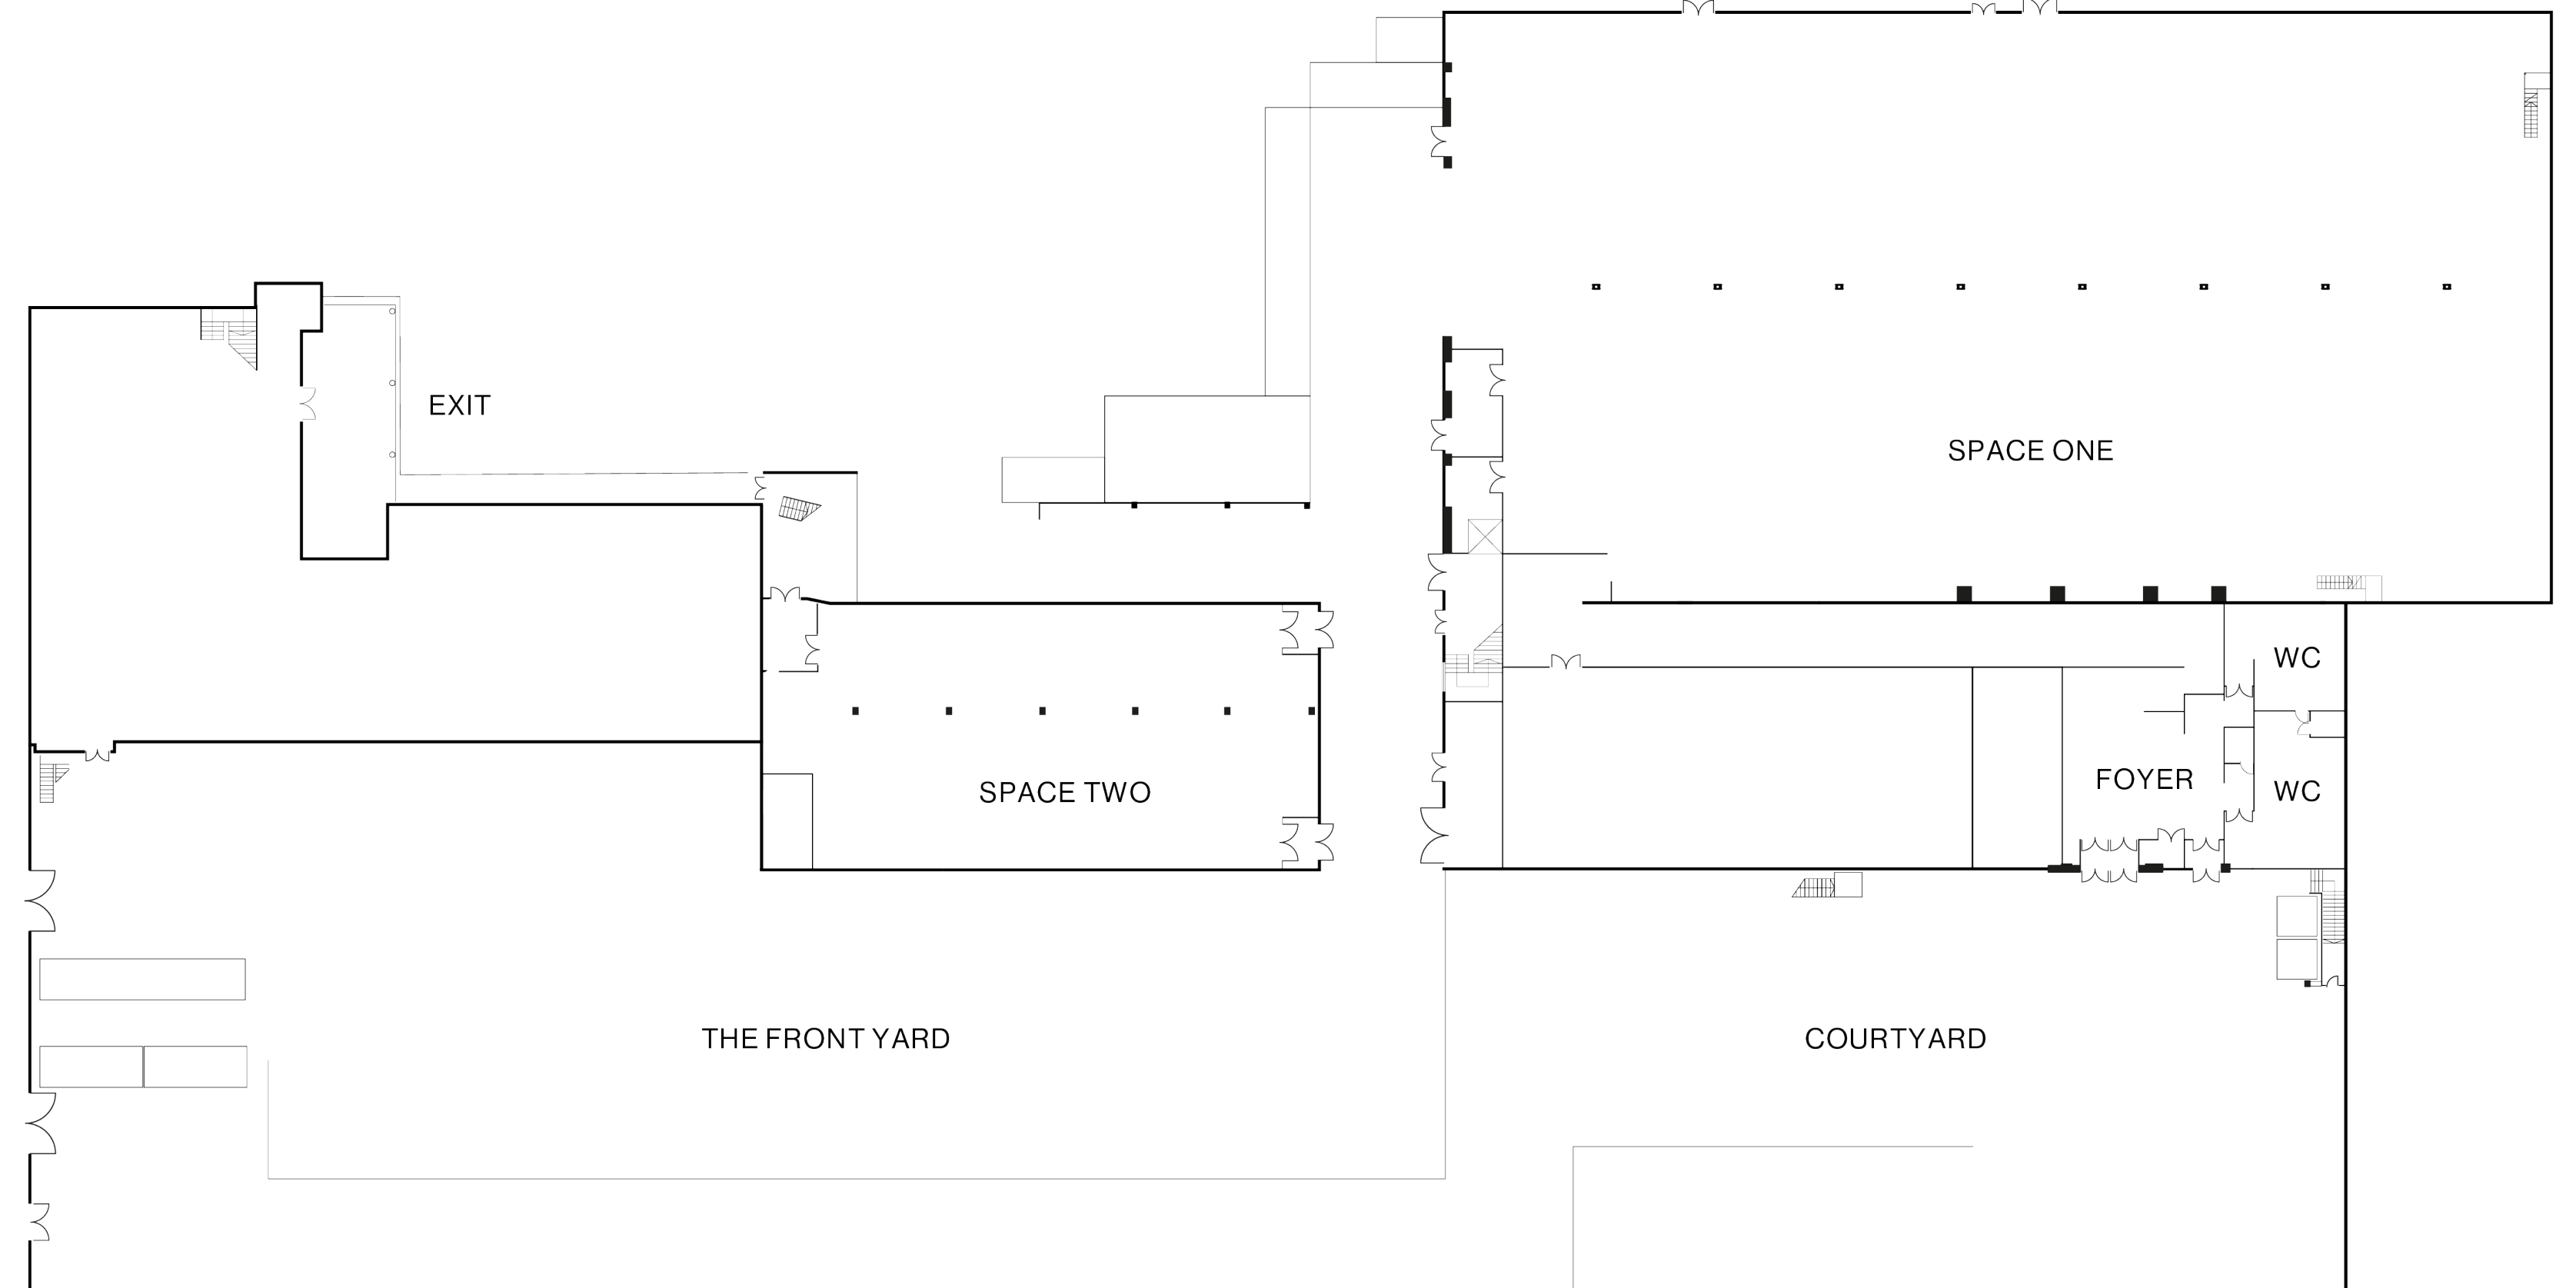 EXIT
SPACE ONE
WC
SPACE TWO
FOYER
WC
THE FRONT YARD
COURTYARD